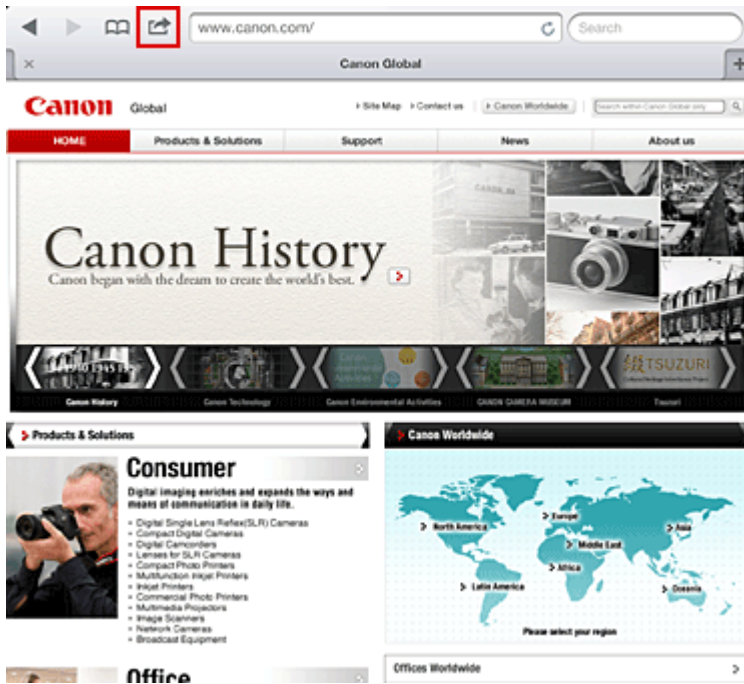 www.canon.com/
Search
Canon Global
Canon Global
Site Map Contact us Canon Worldwide Search within Canon Global only
HOME Products & Solutions Support News About us
CANON
Canon History
Canon began with the dream to create the world's best.
TSUZURI
Canon History Canon Technology Canon Environmental Activities CANON CAMERA MUSEUM Tsuzuri
Products & Solutions
Consumer
Digital imaging enriches and expands the ways and
means of communication in daily life.
Digital Single Lens Reflex(SLR) Cameras
Compact Digital Cameras
Digital Camcorders
Lenses for SLR Cameras
Compact Photo Printers
Multifunction Inkjet Printers
Inkjet Printers
Commercial Photo Printers
Multimedia Projectors
Image Scanners
Network Cameras
Broadcast Equipment
Office
Canon Worldwide
North America
Europe
Asia
Middle East
Africa
Latin America
Oceania
Please select your region
Offices Worldwide